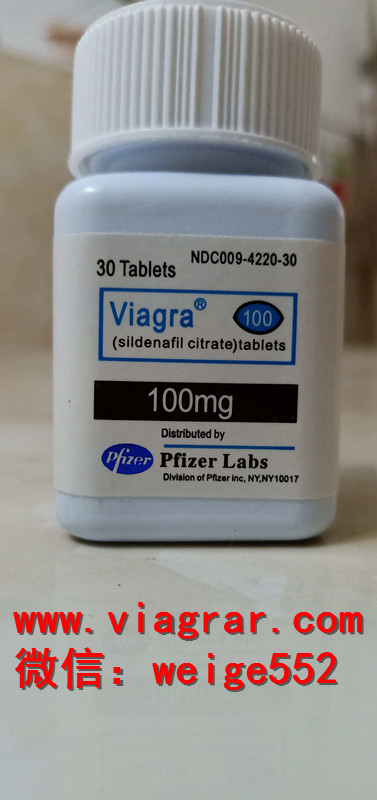 NDC009-4220-30
30 Tablets
Viagra® 100
(sildenafil citrate)tablets
100mg
Distributed by
Pfizer Pfizer Labs
Division of Pfizer inc, NY,NY10017
www.viagrar.com
微信：weige552